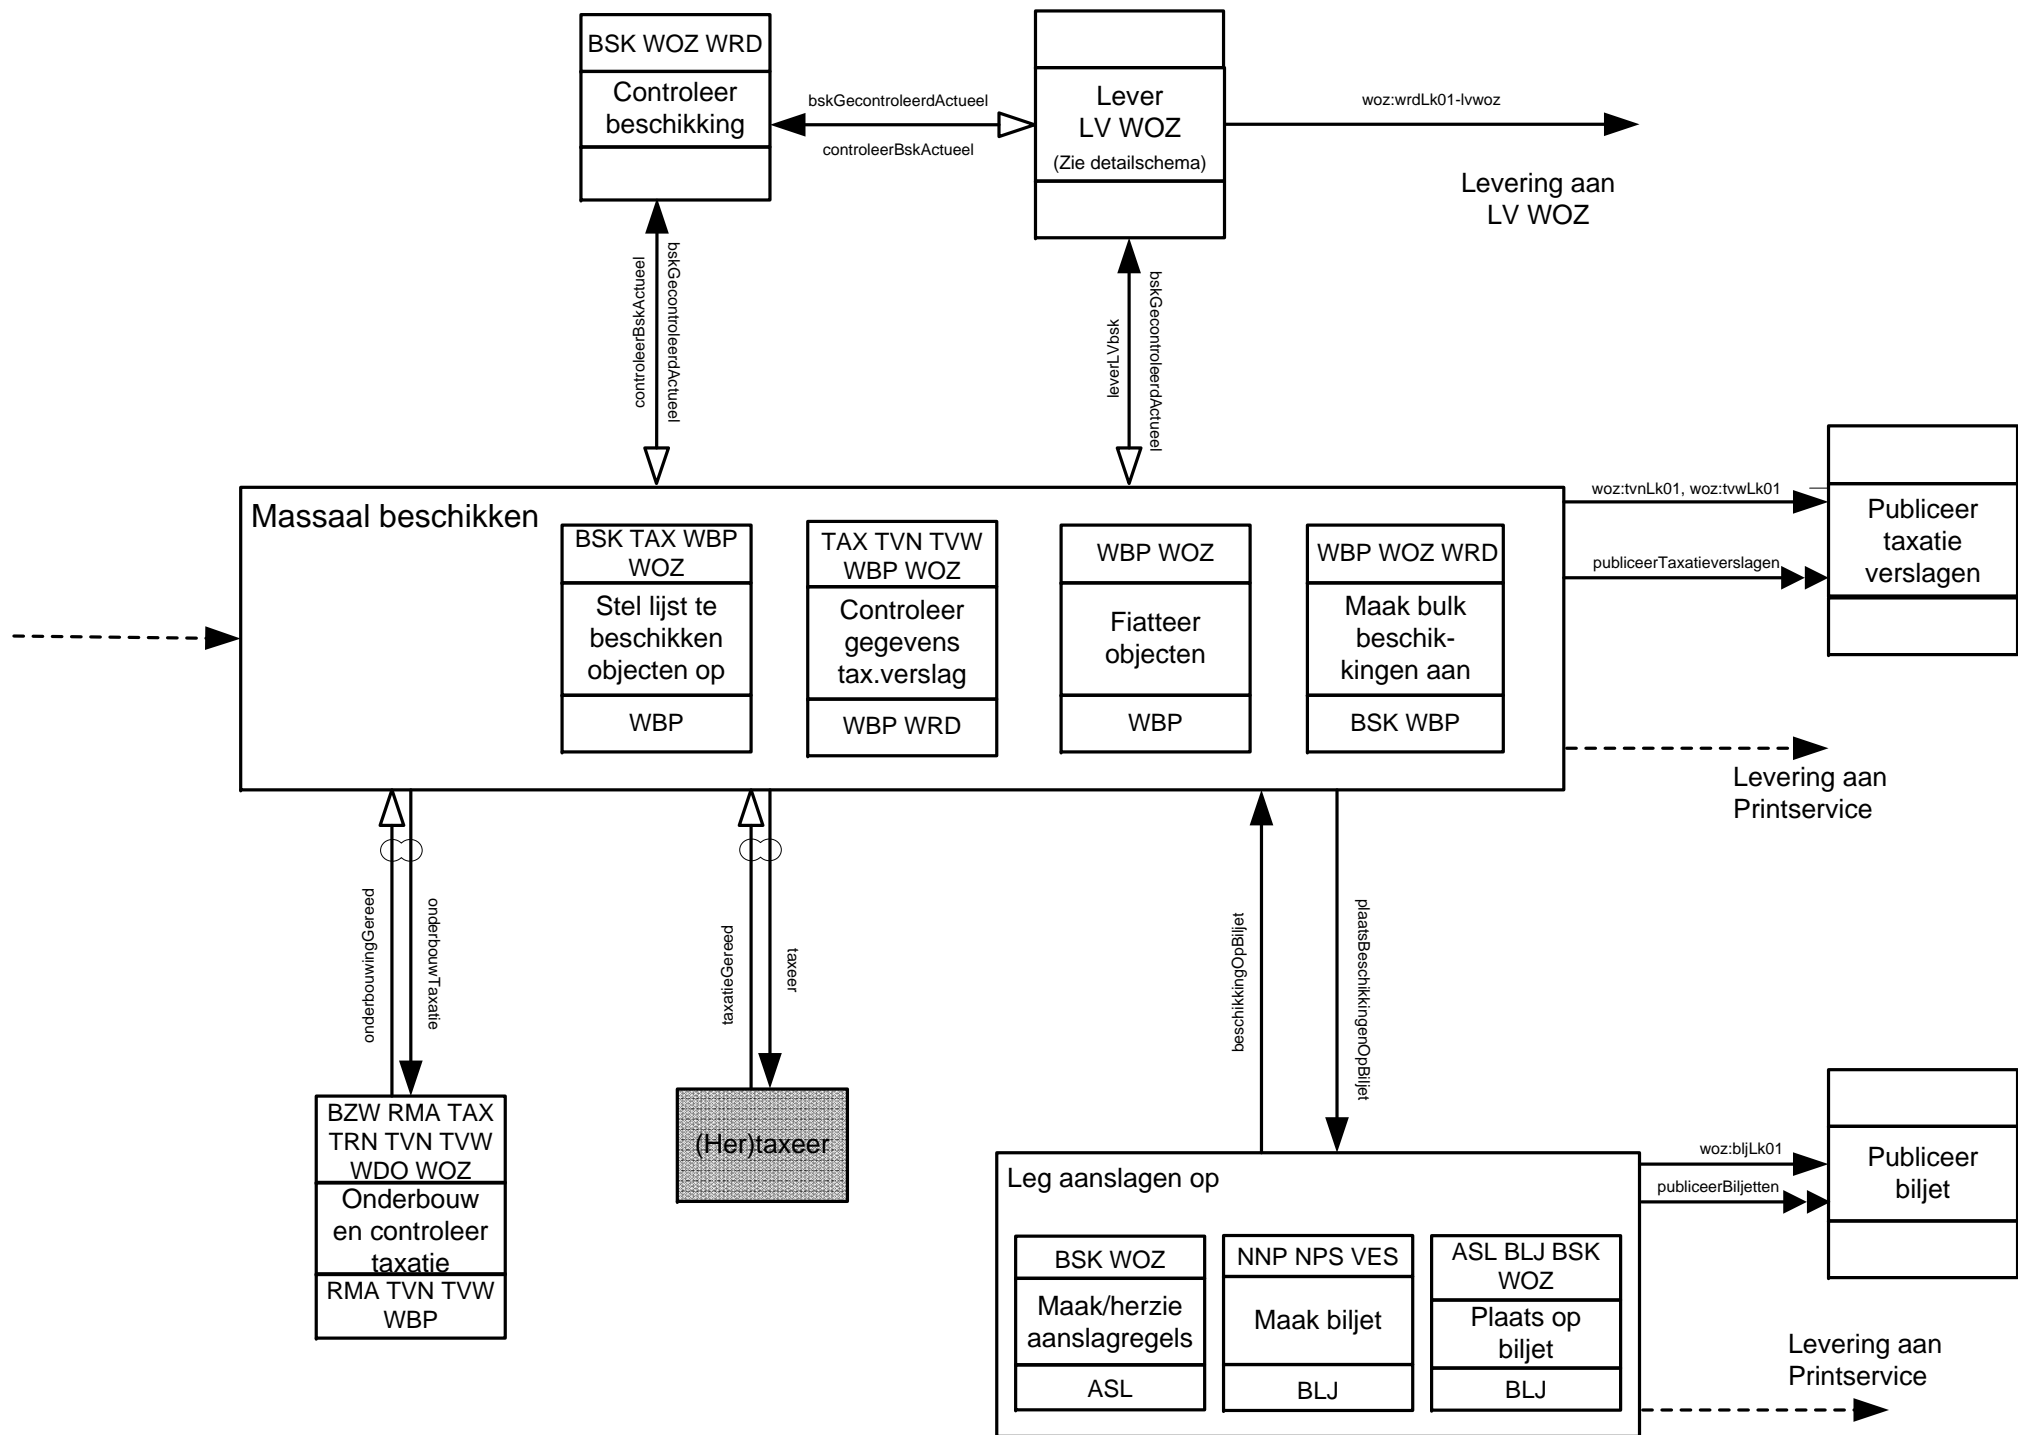 BSK WOZ WRD
Controleer
beschikking
bskGecontroleerdActueel
controleerBskActueel
Lever
LV WOZ
(Zie detailschema)
woz:wrdLk01-lvwoz
Levering aan
LV WOZ
controleerBskActueel
bskGecontroleerdActueel
leverLVbsk
bskGecontroleerdActueel
Massaal beschikken
BSK TAX WBP
WOZ
Stel lijst te
beschikken
objecten op
WBP
TAX TVN TVW
WBP WOZ
Controleer
gegevens
tax.verslag
WBP WRD
WBP WOZ
Fiatteer
objecten
WBP
WBP WOZ WRD
Maak bulk
beschik-
kingen aan
BSK WBP
woz:tvnLk01, woz:tvwLk01
publiceerTaxatieverslagen
Publiceer
taxatie
verslagen
Levering aan
Printservice
onderbouwingGereed
onderbouwTaxatie
taxatieGereed
taxeer
beschikkingOpBiljet
plaatsBeschikkingenOpBiljet
BZW RMA TAX
TRN TVN TVW
WDO WOZ
Onderbouw
en controleer
taxatie
RMA TVN TVW
WBP
(Her)taxeer
Leg aanslagen op
BSK WOZ
Maak/herzie
aanslagregels
ASL
NNP NPS VES
Maak biljet
BLJ
ASL BLJ BSK
WOZ
Plaats op
biljet
BLJ
woz:bljLk01
publiceerBiljetten
Publiceer
biljet
Levering aan
Printservice